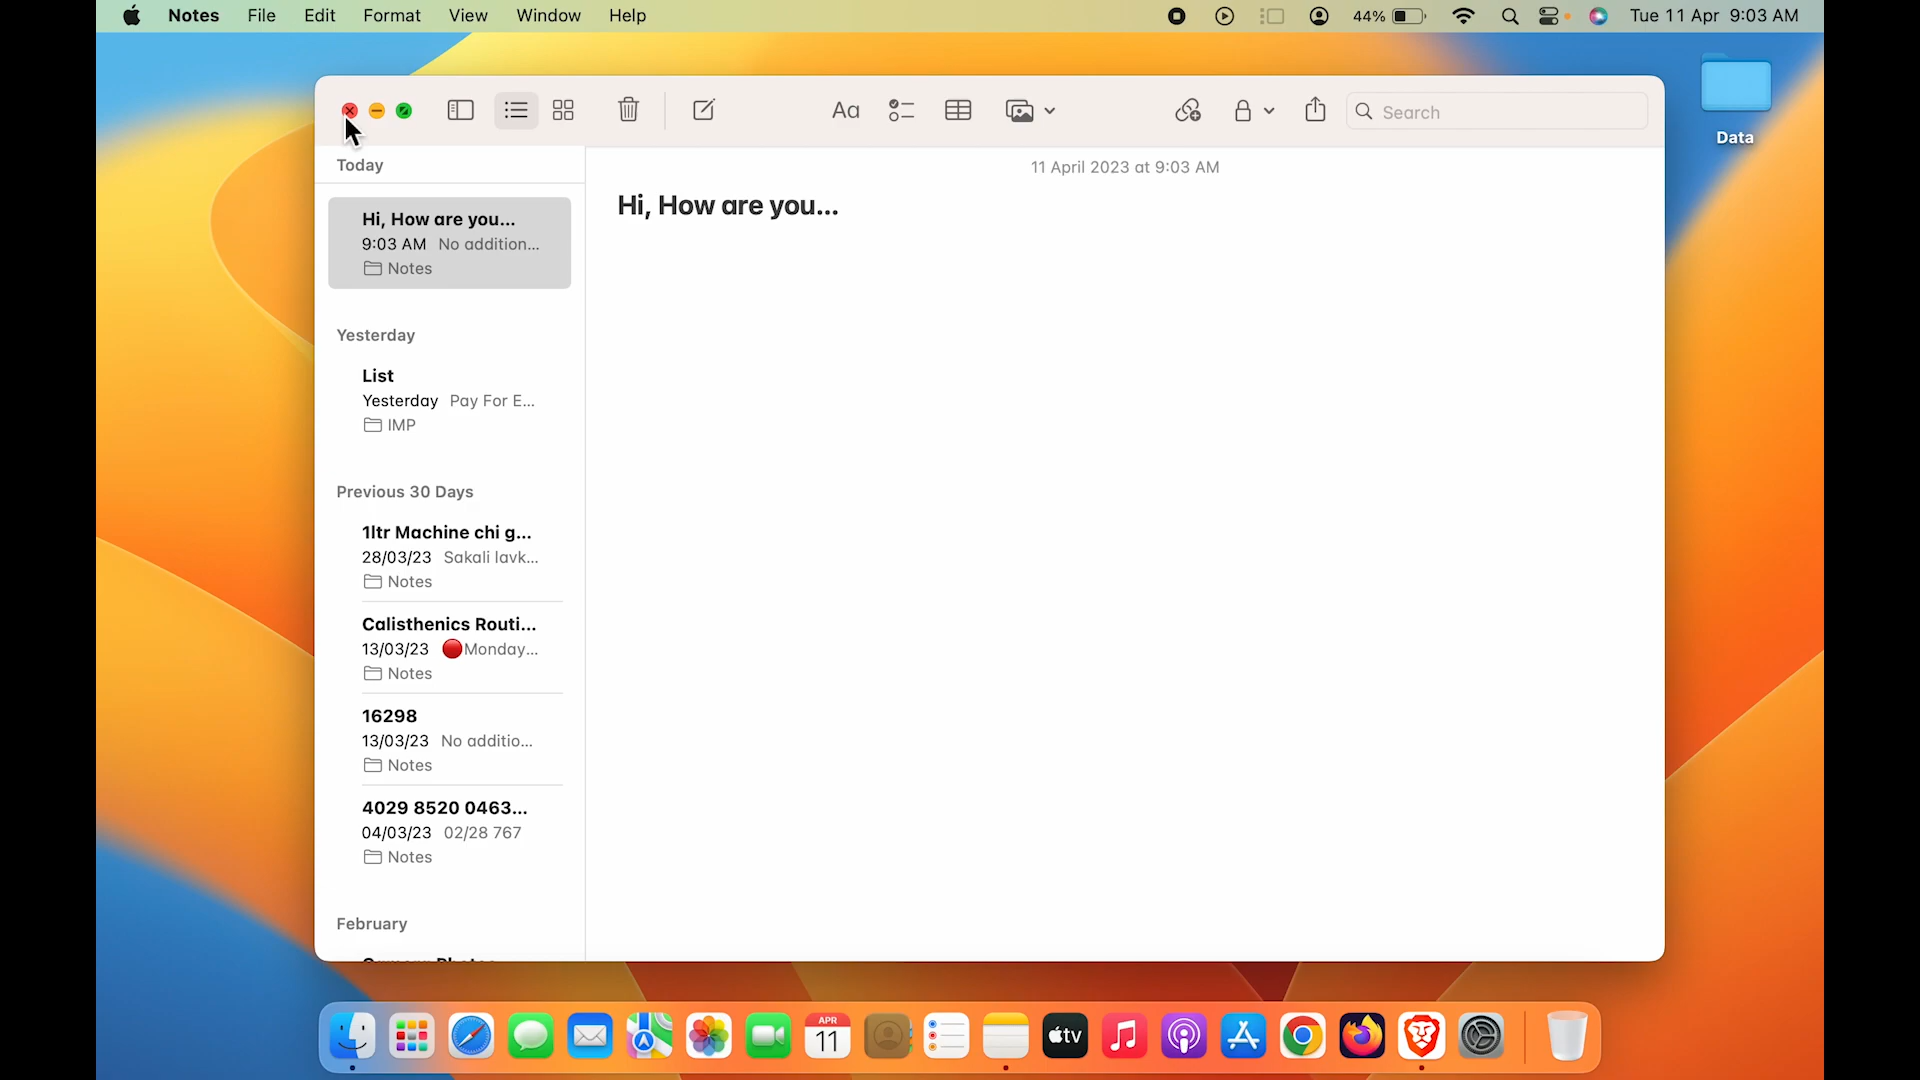 Notes File Edit Format View Window Help 44% Tue 11 Apr 9:03 AM
Data
Aa Search
Today
11 April 2023 at 9:03 AM
Hi, How are you...
Hi, How are you...
9:03 AM No addition...
Notes
Yesterday
List
Yesterday Pay For E...
IMP
Previous 30 Days
1ltr Machine chi g...
28/03/23 Sakali lavk...
Notes
Calisthenics Routi...
13/03/23 Monday...
Notes
16298
13/03/23 No additio...
Notes
4029 8520 0463...
04/03/23 02/28 767
Notes
February
APR
11
tv